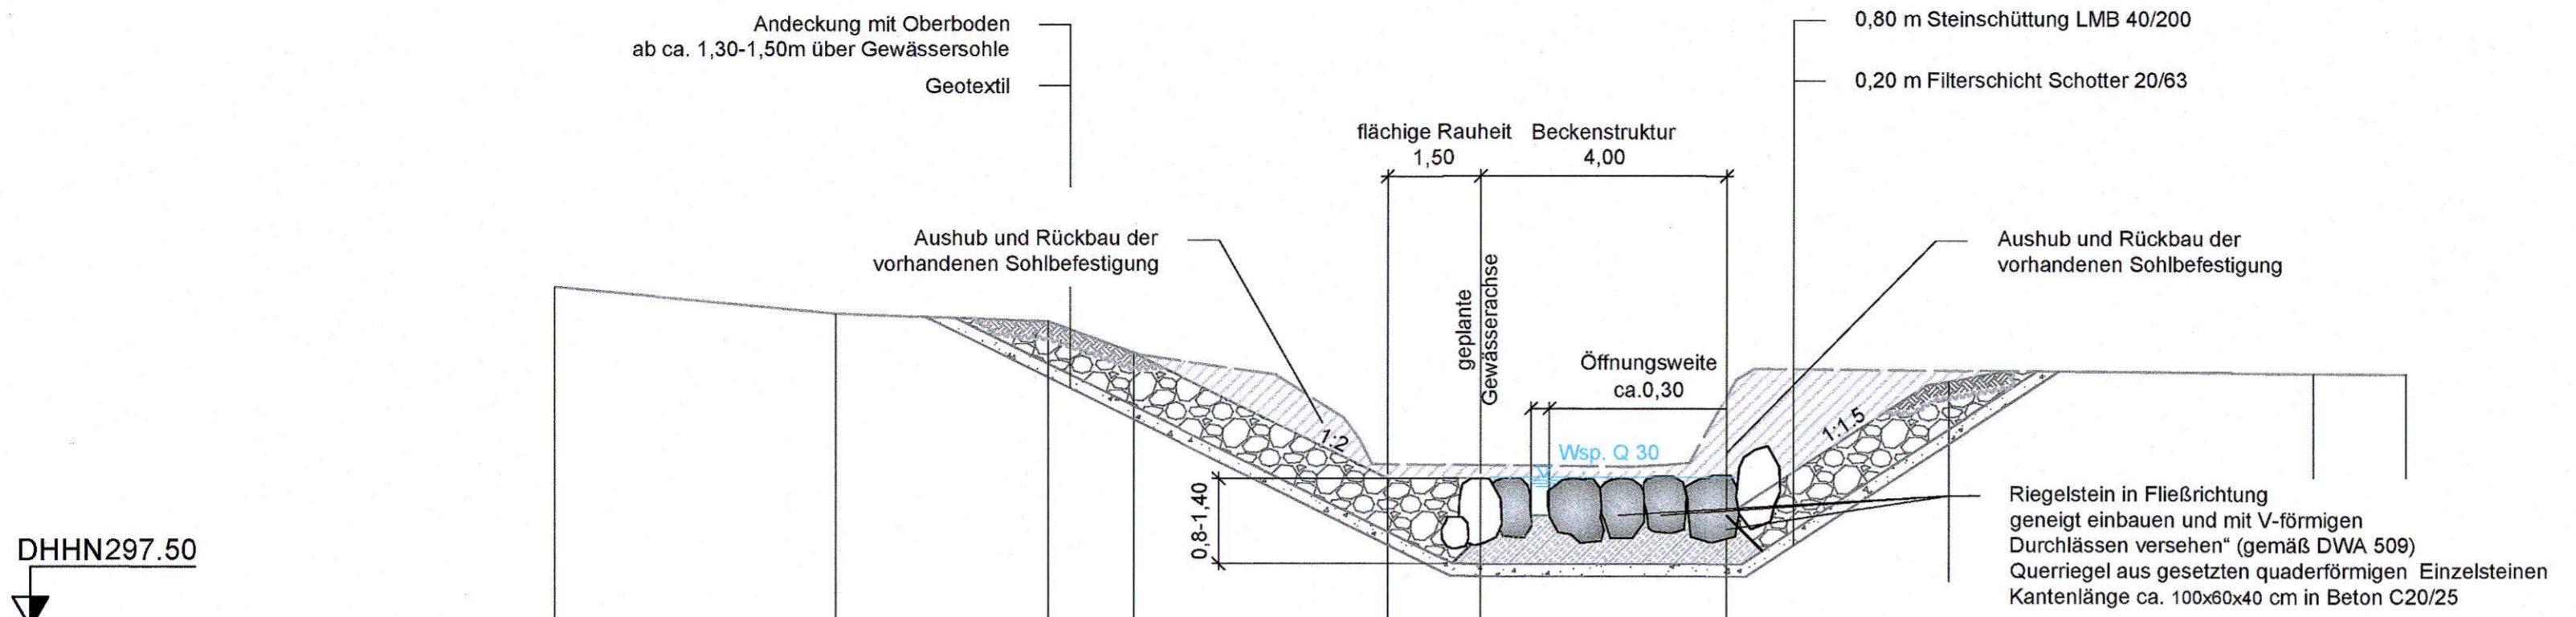 Andeckung mit Oberboden
ab ca. 1,30-1,50m über Gewässersohle
Geotextil
0,80 m Steinschüttung LMB 40/200
0,20 m Filterschicht Schotter 20/63
flächige Rauheit
1,50
Beckenstruktur
4,00
Aushub und Rückbau der
vorhandenen Sohlbefestigung
geplante
Gewässerachse
Öffnungsweite
ca.0,30
Aushub und Rückbau der
vorhandenen Sohlbefestigung
1:2
Wsp. Q 30
1:1.5
0,8-1,40
Riegelstein in Fließrichtung
geneigt einbauen und mit V-förmigen
Durchlässen versehen“ (gemäß DWA 509)
Querriegel aus gesetzten quaderförmigen Einzelsteinen
Kantenlänge ca. 100x60x40 cm in Beton C20/25
DHHN297.50